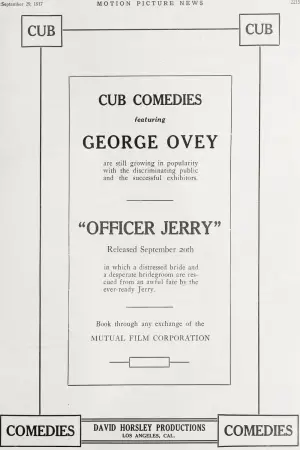 September 29, 1917 MOTION PICTURE NEWS
CUB CUB
CUB COMEDIES
featuring
GEORGE OVEY
are still growing in popularity
with the discriminating public
and the successful exhibitors.
“OFFICER JERRY”
Released September 20th
in which a distressed bride and
a desperate bridegroom are res-
cued from an awful fate by the
ever-ready Jerry.
Book through any exchange of the
MUTUAL FILM CORPORATION
COMEDIES DAVID HORSLEY PRODUCTIONS COMEDIES
LOS ANGELES, CAL.